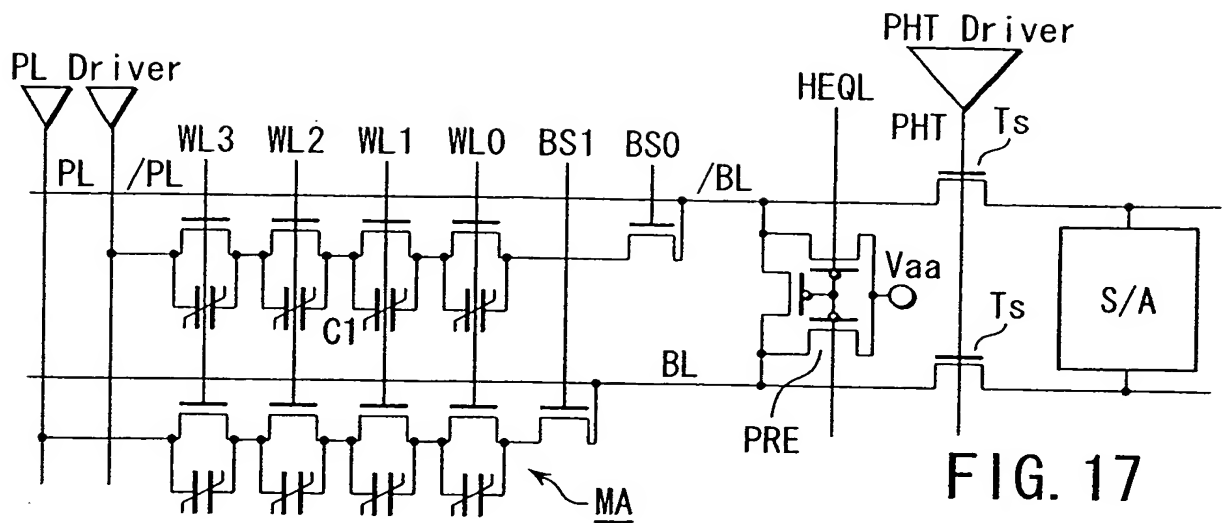 PHT Driver
PL Driver
HEQL
PHT
Ts
WL3 WL2 WL1 WL0 BS1 BS0
PL /PL
/BL
Vaa
S/A
C1
Ts
BL
PRE
MA
FIG. 17